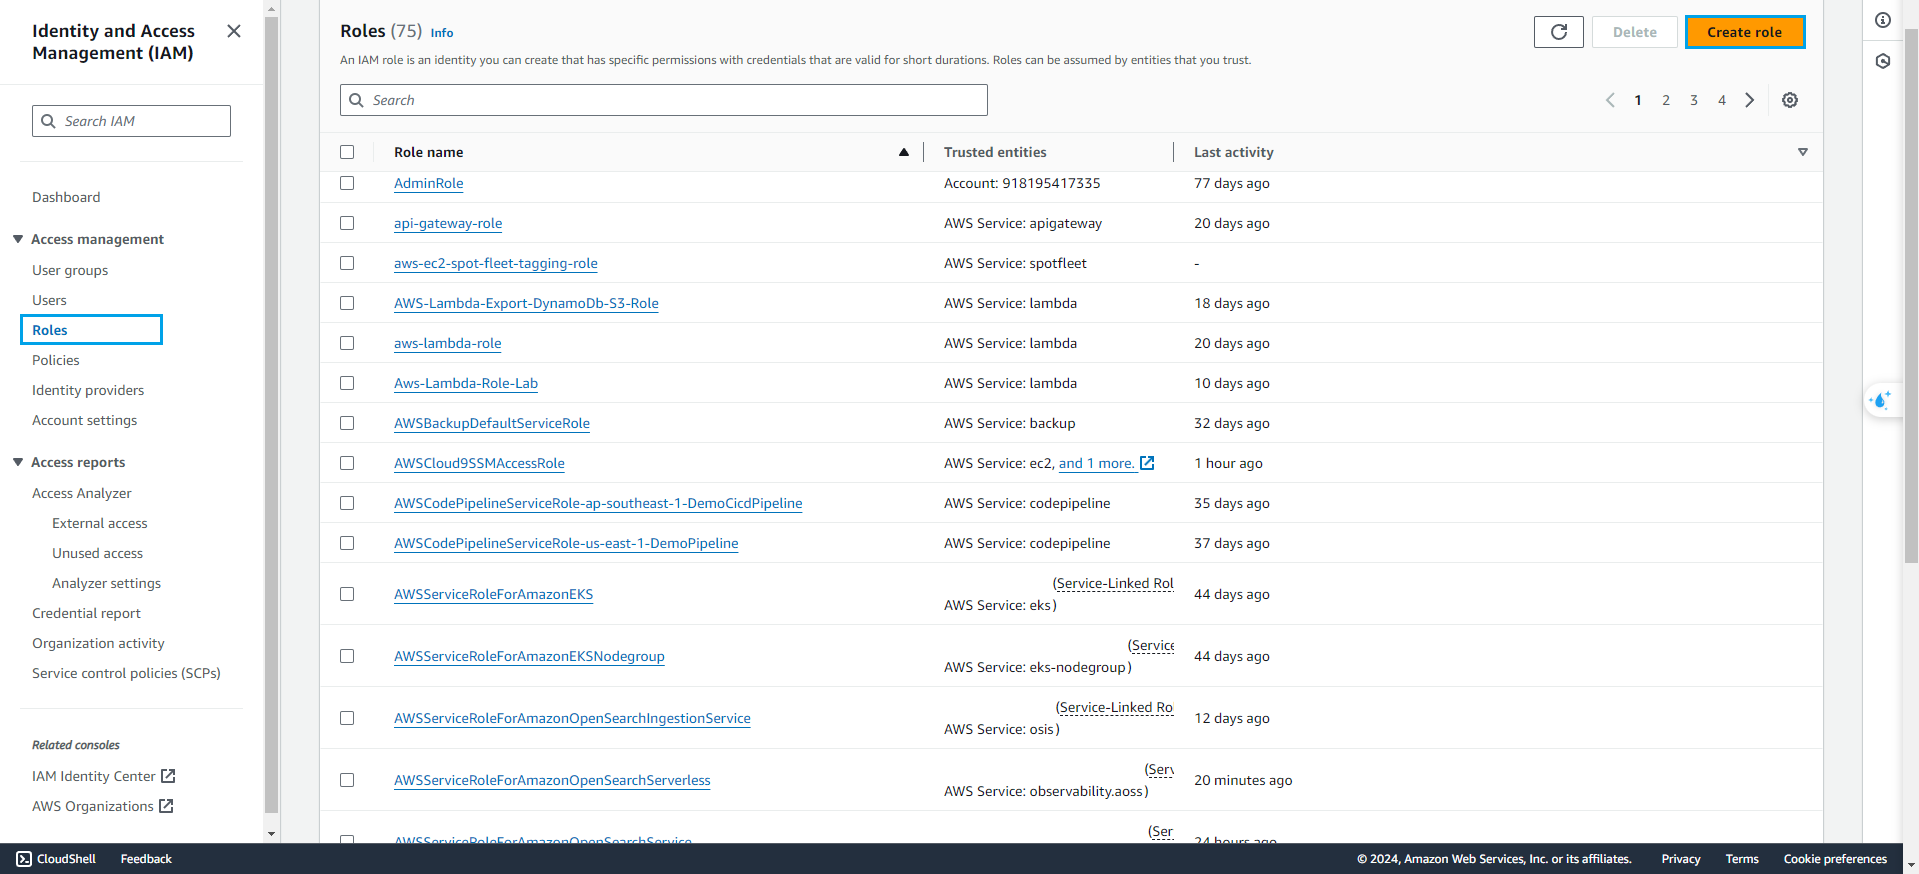 Identity and Access
Management (IAM)
Search IAM
Dashboard
Access management
User groups
Users
Roles
Policies
Identity providers
Account settings
Access reports
Access Analyzer
External access
Unused access
Analyzer settings
Credential report
Organization activity
Service control policies (SCPs)
Related consoles
IAM Identity Center
AWS Organizations
Roles (75) Info
Delete
Create role
An IAM role is an identity you can create that has specific permissions with credentials that are valid for short durations. Roles can be assumed by entities that you trust.
Search
1 2 3 4
Role name Trusted entities Last activity
AdminRole Account: 918195417335 77 days ago
api-gateway-role AWS Service: apigateway 20 days ago
aws-ec2-spot-fleet-tagging-role AWS Service: spotfleet -
AWS-Lambda-Export-DynamoDb-S3-Role AWS Service: lambda 18 days ago
aws-lambda-role AWS Service: lambda 20 days ago
Aws-Lambda-Role-Lab AWS Service: lambda 10 days ago
AWSBackupDefaultServiceRole AWS Service: backup 32 days ago
AWSCloud9SSMAccessRole AWS Service: ec2, and 1 more. 1 hour ago
AWSCodePipelineServiceRole-ap-southeast-1-DemoCicdPipeline AWS Service: codepipeline 35 days ago
AWSCodePipelineServiceRole-us-east-1-DemoPipeline AWS Service: codepipeline 37 days ago
(Service-Linked Rol
AWSServiceRoleForAmazonEKS AWS Service: eks) 44 days ago
(Service
AWSServiceRoleForAmazonEKSNodegroup AWS Service: eks-nodegroup) 44 days ago
(Service-Linked Ro
AWSServiceRoleForAmazonOpenSearchIngestionService AWS Service: osis) 12 days ago
(Serv
AWSServiceRoleForAmazonOpenSearchServerless AWS Service: observability.aoss) 20 minutes ago
(Ser
AWSServiceRoleForAmazonOpenSearchService 24 hours ago
CloudShell Feedback © 2024, Amazon Web Services, Inc. or its affiliates. Privacy Terms Cookie preferences